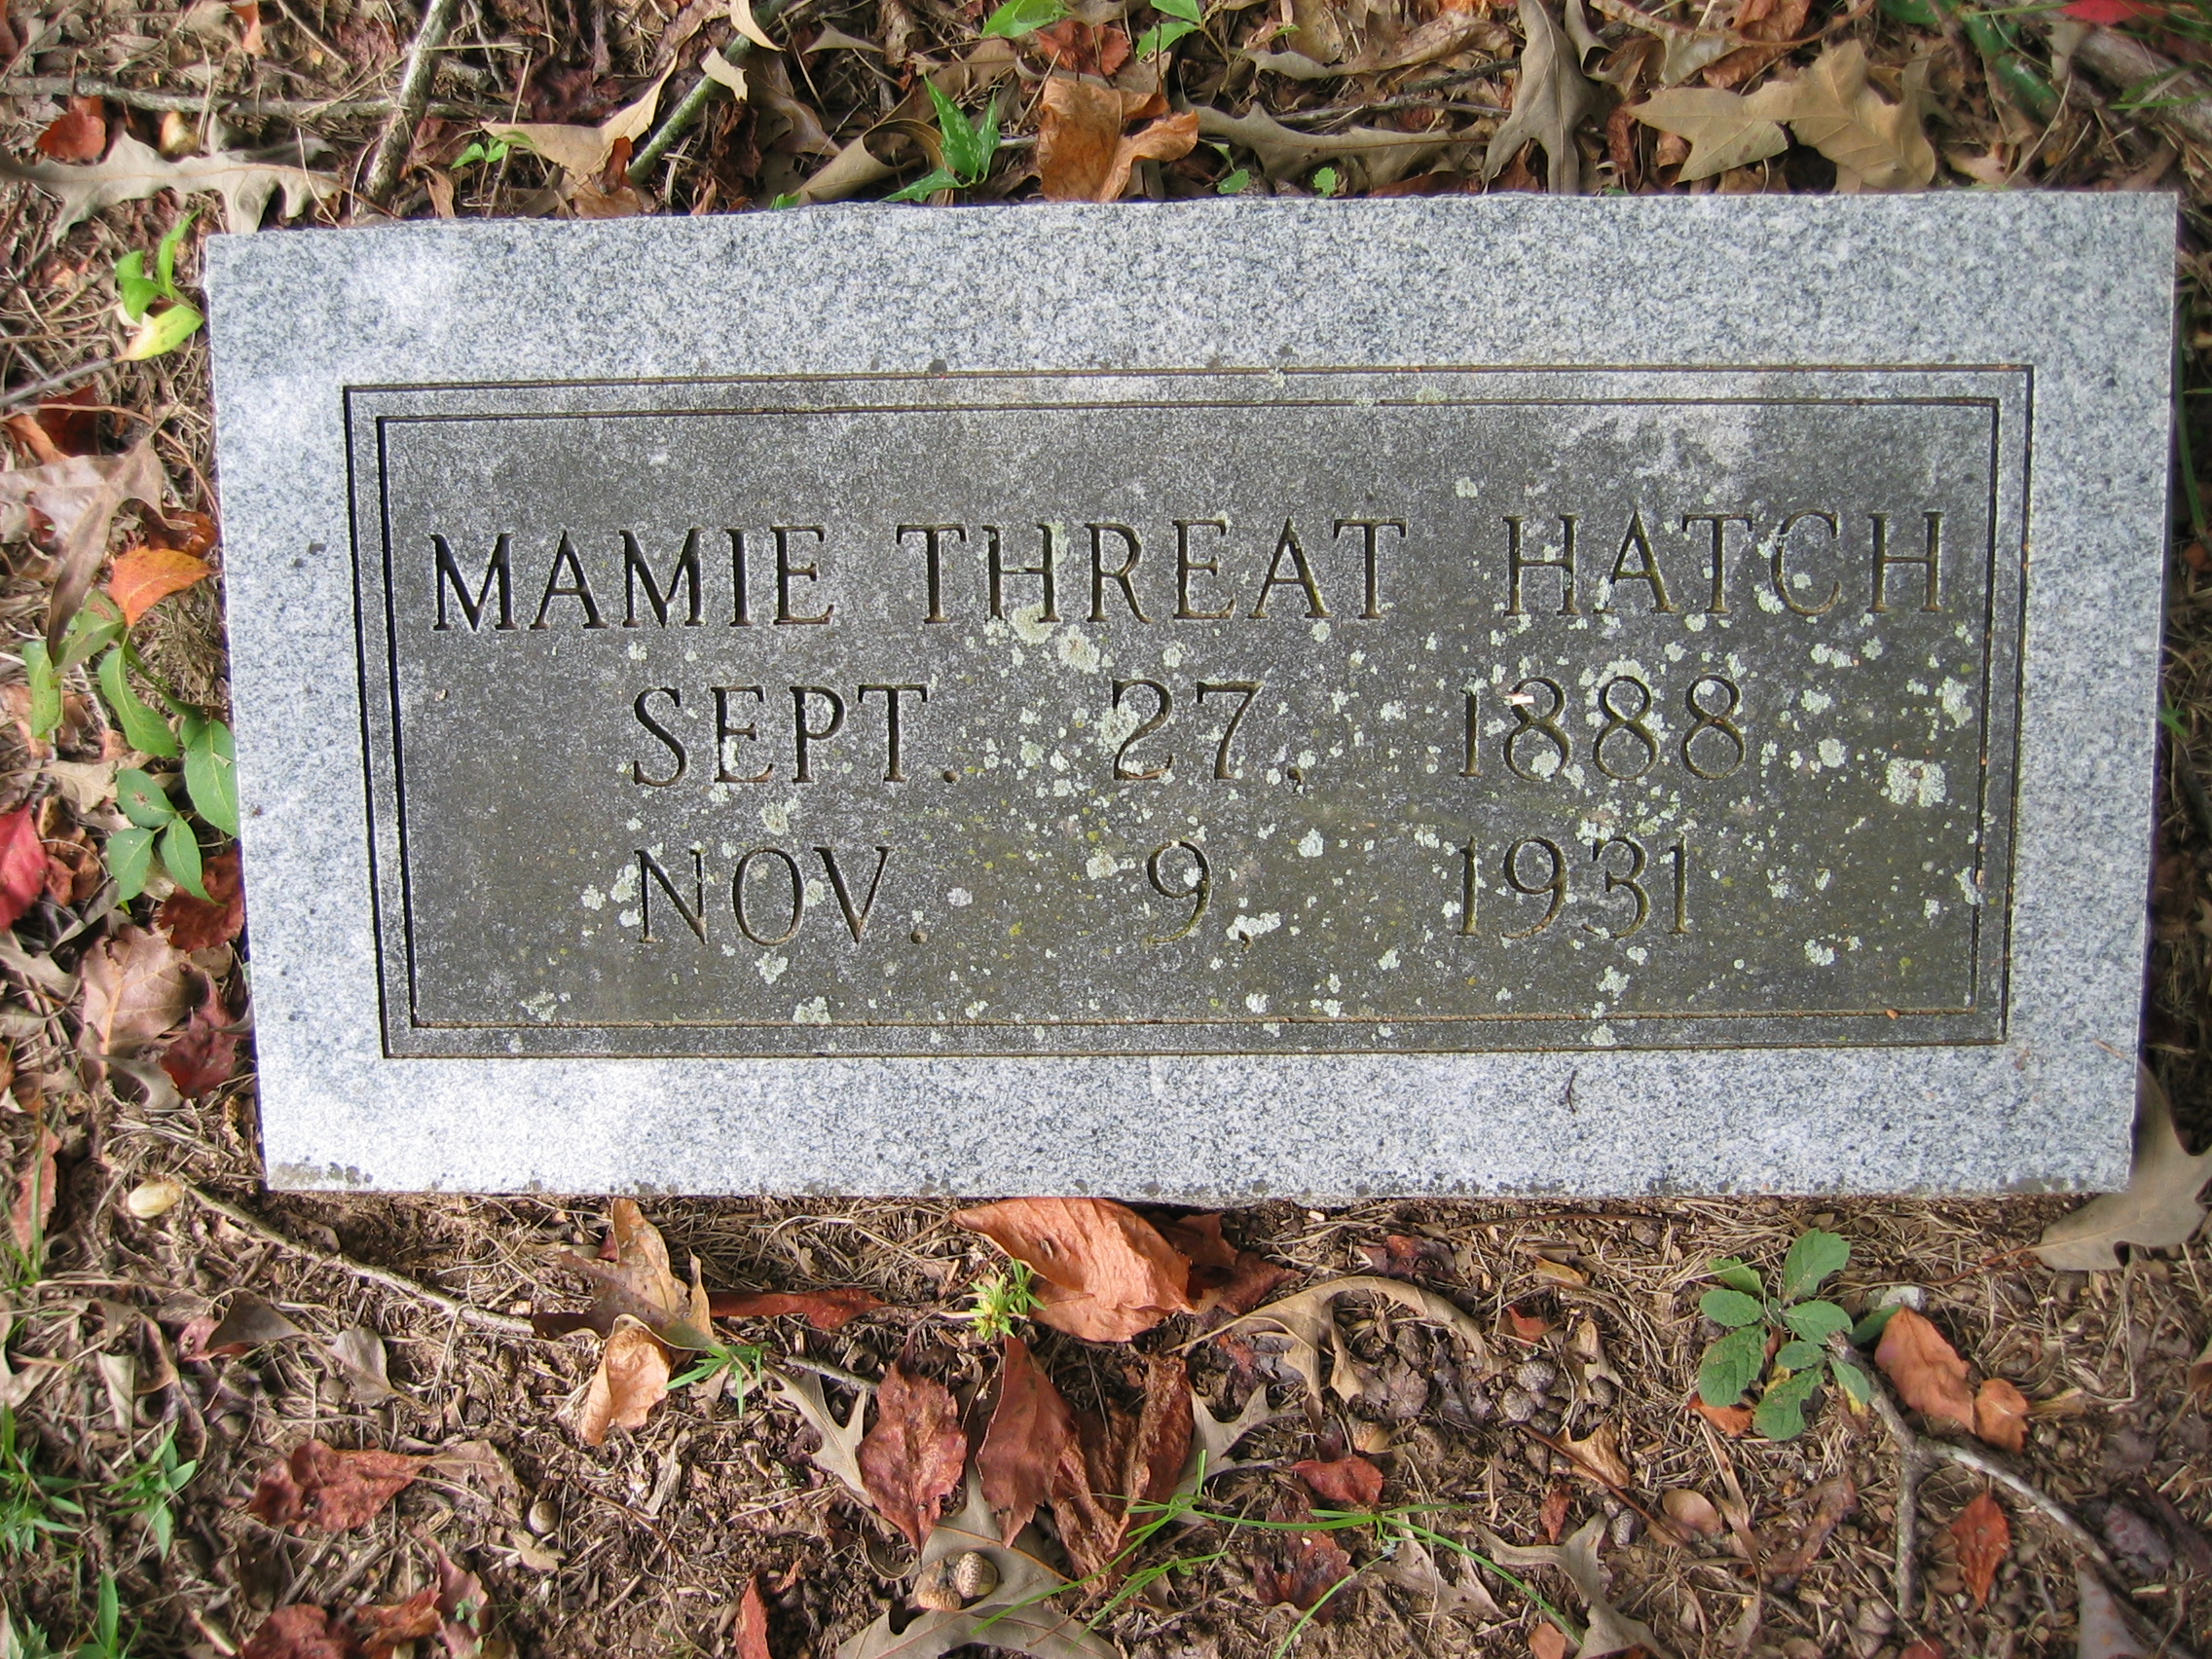 MAMIE THREAT HATCH
SEPT. 27, 1888
NOV. 9, 1931